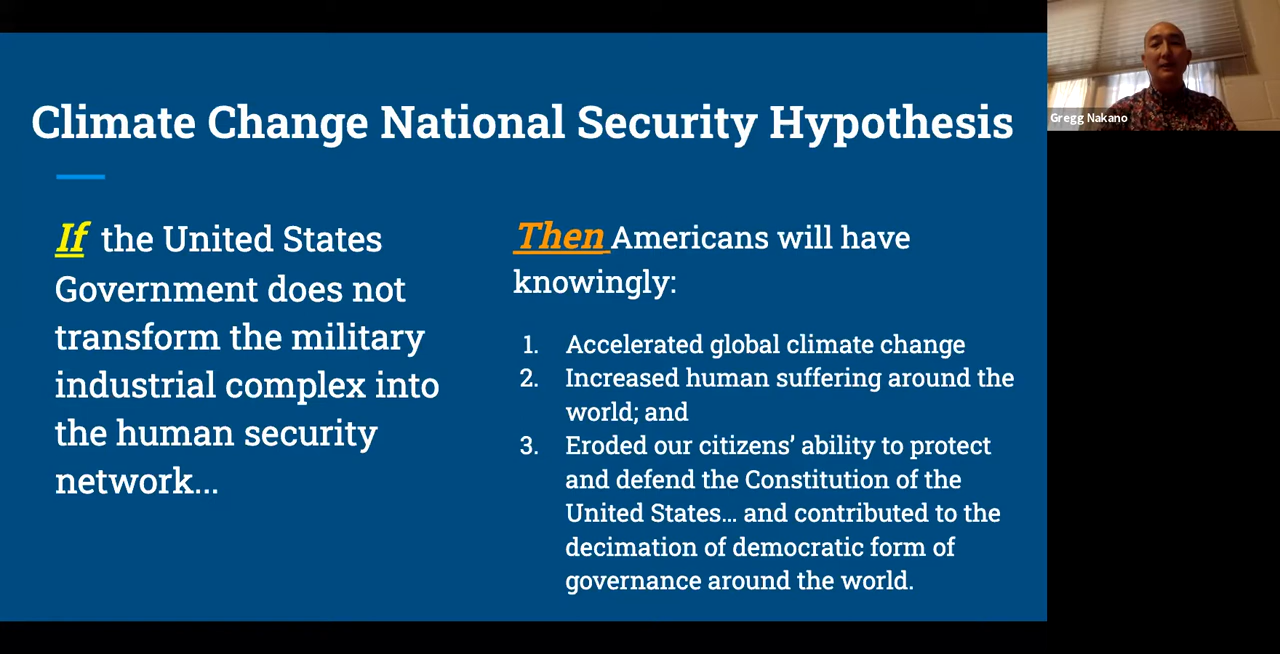 Climate Change National Security Hypothesis
If the United States
Government does not
transform the military
industrial complex into
the human security
network...
Then Americans will have
knowingly:
1. Accelerated global climate change
2. Increased human suffering around the
world; and
3. Eroded our citizens’ ability to protect
and defend the Constitution of the
United States... and contributed to the
decimation of democratic form of
governance around the world.
Gregg Nakano